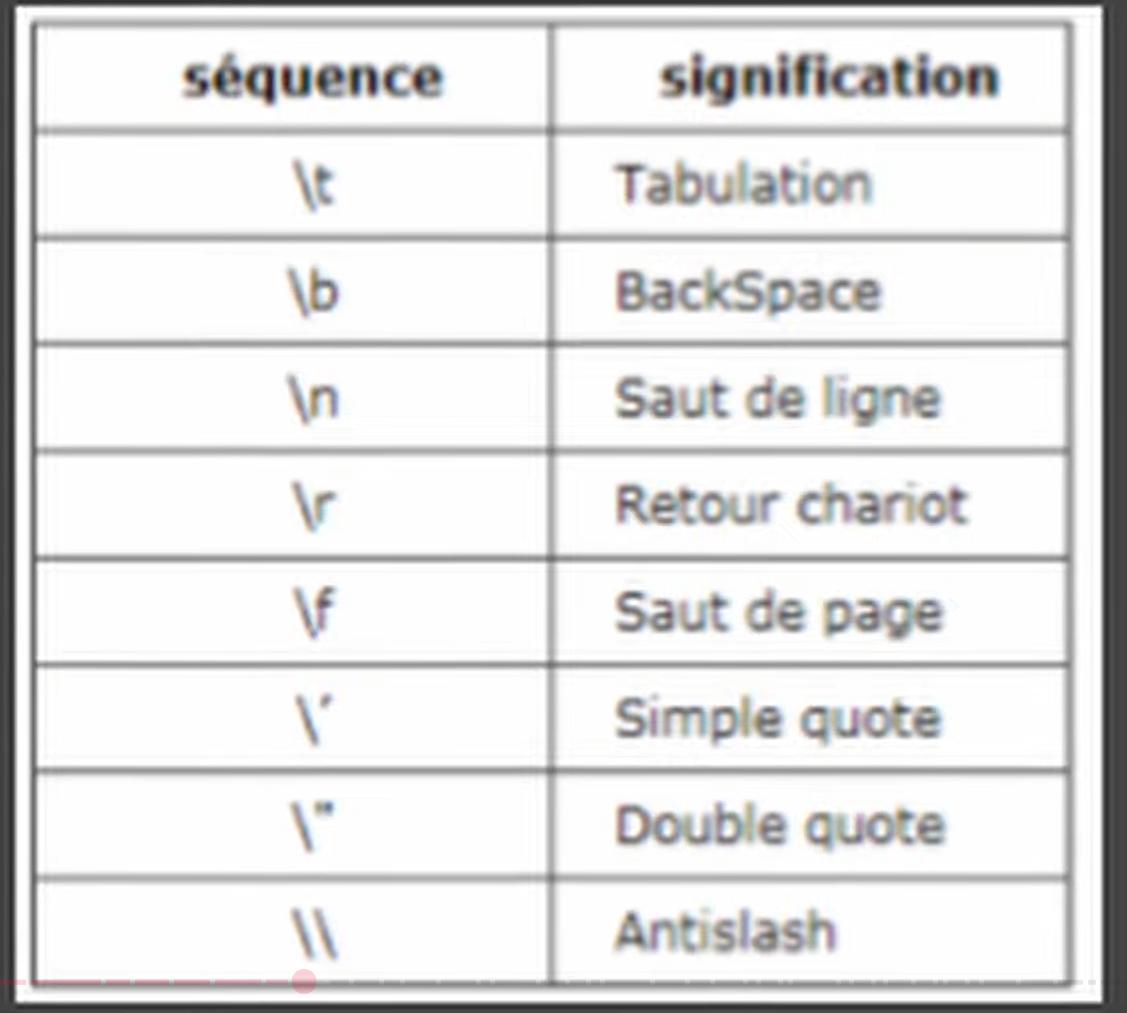 séquence signification
\t Tabulation
\b BackSpace
\n Saut de ligne
\r Retour chariot
\f Saut de page
\´ Simple quote
\" Double quote
\\ Antislash